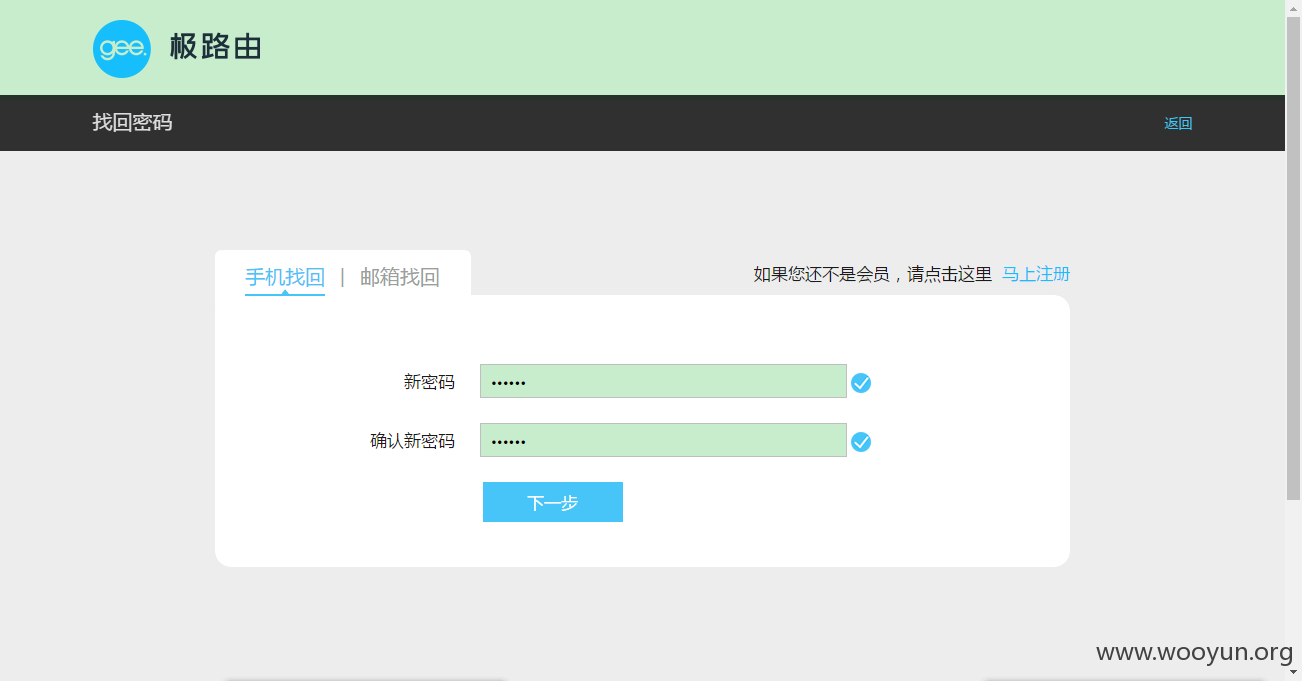 gee. 极路由
找回密码 返回
手机找回 | 邮箱找回 如果您还不是会员，请点击这里 马上注册
新密码 ••••••
确认新密码 ••••••
下一步
www.wooyun.org